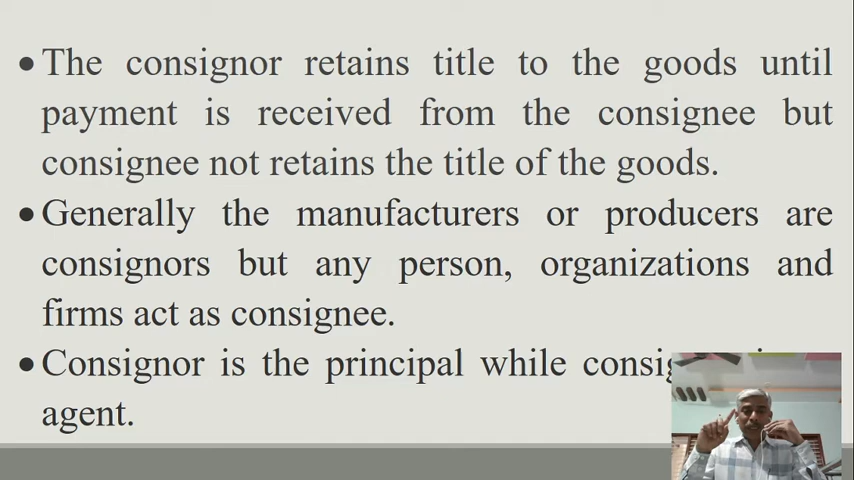 • The consignor retains title to the goods until
payment is received from the consignee but
consignee not retains the title of the goods.
• Generally the manufacturers or producers are
consignors but any person, organizations and
firms act as consignee.
• Consignor is the principal while
agent.